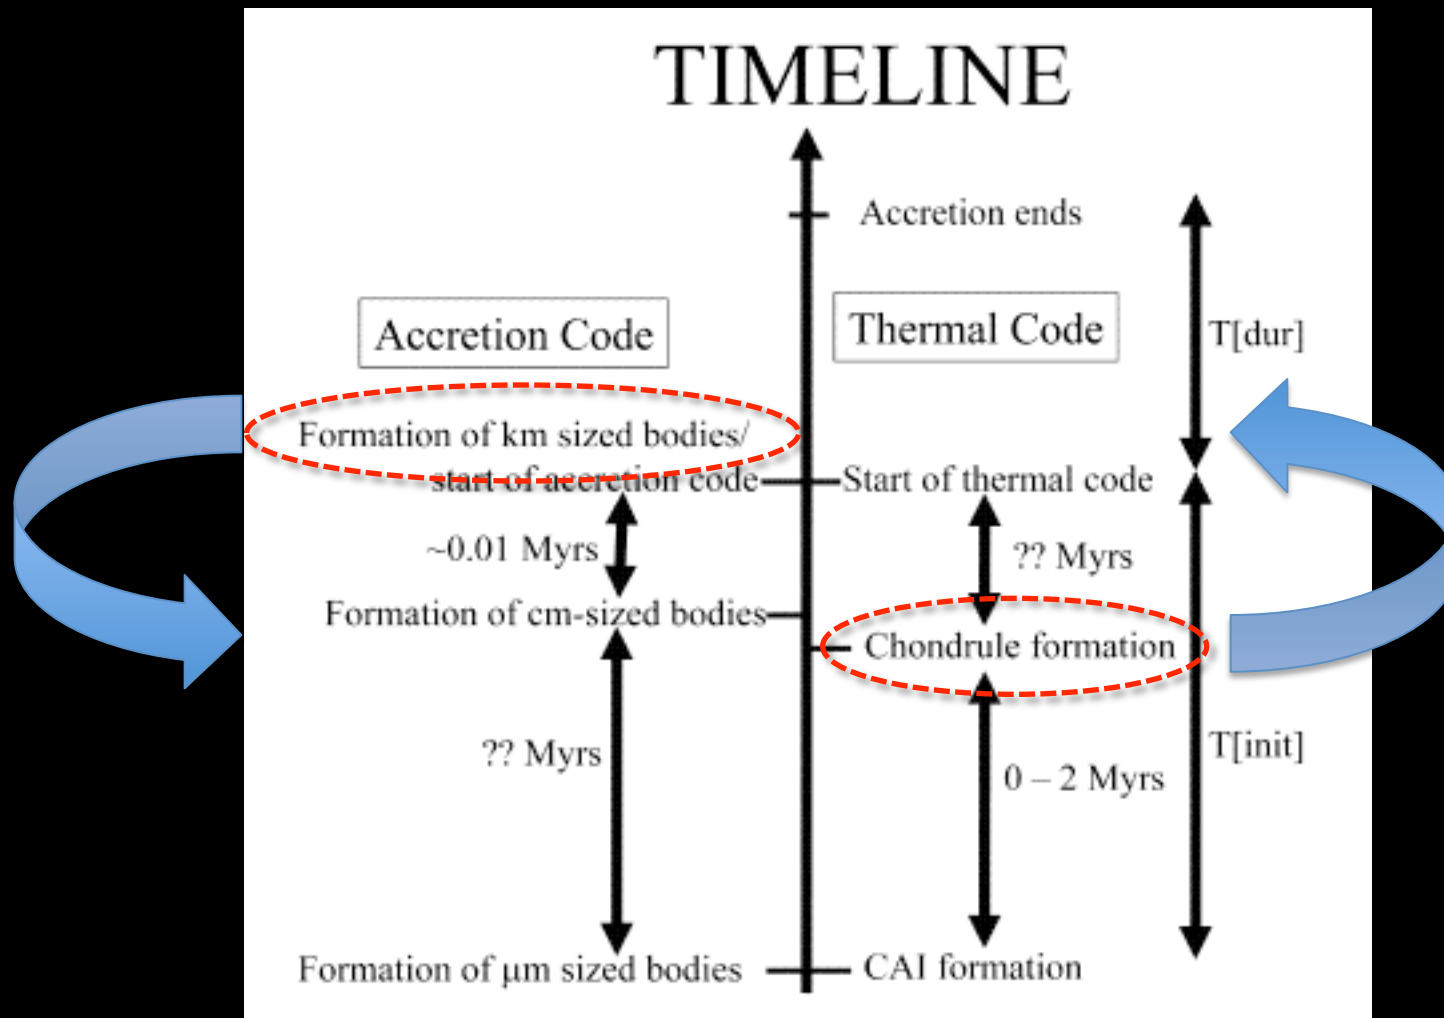 TIMELINE
Accretion ends
Accretion Code
Thermal Code
T[dur]
Formation of km sized bodies/
start of accretion code
Start of thermal code
~0.01 Myrs
?? Myrs
Formation of cm-sized bodies
Chondrule formation
?? Myrs
T[init]
0 – 2 Myrs
Formation of μm sized bodies
CAI formation